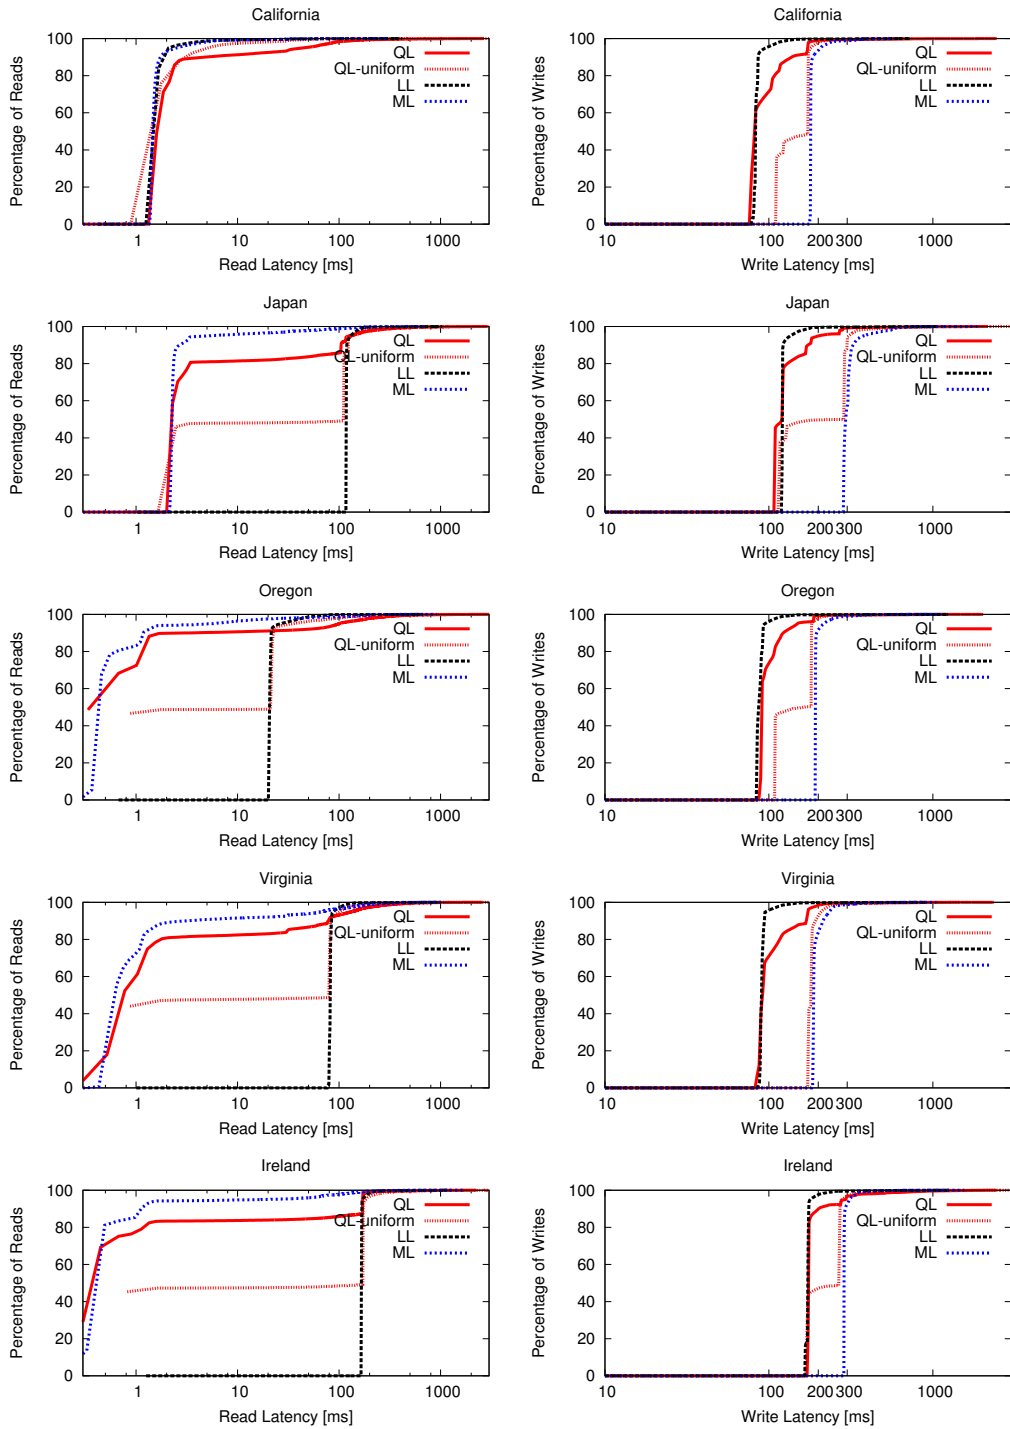 California
Percentage of Reads
100
80
60
40
20
0
1
10
100
1000
Read Latency [ms]
QL
QL-uniform
LL
ML
California
Percentage of Writes
100
80
60
40
20
0
10
100
200
300
1000
Write Latency [ms]
QL
QL-uniform
LL
ML
Japan
Percentage of Reads
100
80
60
40
20
0
1
10
100
1000
Read Latency [ms]
QL
QL-uniform
LL
ML
Japan
Percentage of Writes
100
80
60
40
20
0
10
100
200
300
1000
Write Latency [ms]
QL
QL-uniform
LL
ML
Oregon
Percentage of Reads
100
80
60
40
20
0
1
10
100
1000
Read Latency [ms]
QL
QL-uniform
LL
ML
Oregon
Percentage of Writes
100
80
60
40
20
0
10
100
200
300
1000
Write Latency [ms]
QL
QL-uniform
LL
ML
Virginia
Percentage of Reads
100
80
60
40
20
0
1
10
100
1000
Read Latency [ms]
QL
QL-uniform
LL
ML
Virginia
Percentage of Writes
100
80
60
40
20
0
10
100
200
300
1000
Write Latency [ms]
QL
QL-uniform
LL
ML
Ireland
Percentage of Reads
100
80
60
40
20
0
1
10
100
1000
Read Latency [ms]
QL
QL-uniform
LL
ML
Ireland
Percentage of Writes
100
80
60
40
20
0
10
100
200
300
1000
Write Latency [ms]
QL
QL-uniform
LL
ML